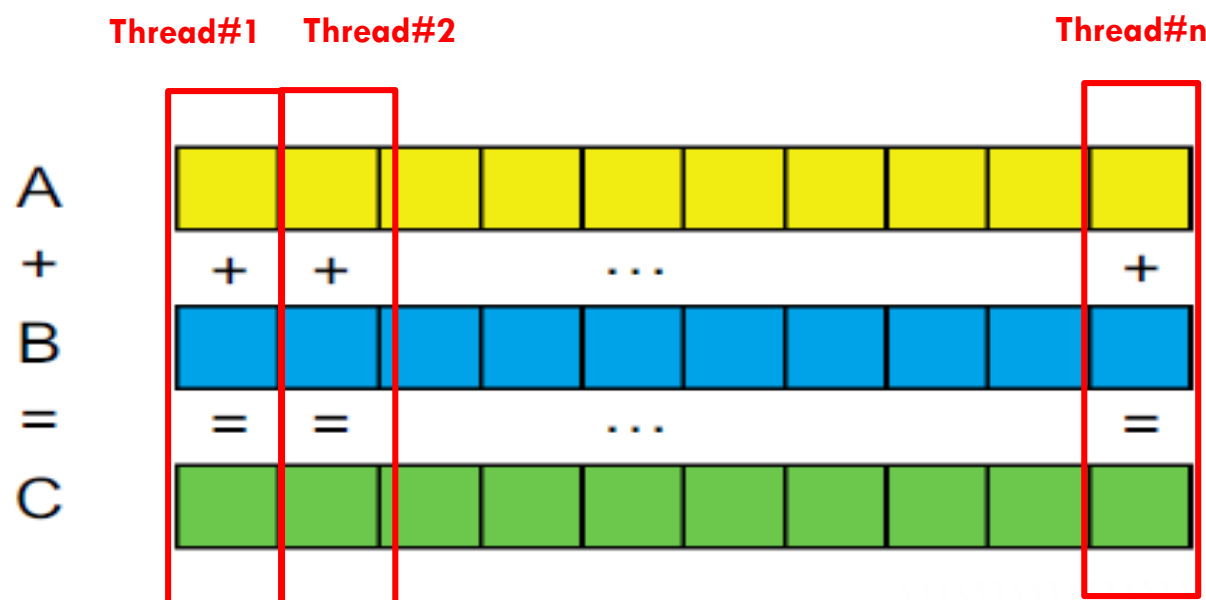 Thread#1 Thread#2 Thread#n
A
+ + + ... +
B
= = = ... =
C